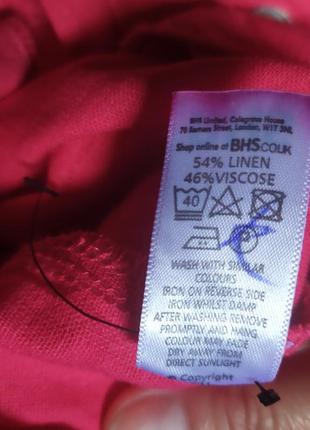 BHS Limited, Colegrave House
70 Berners Street, London, W1T 3NL
Shop online at BHS.CO.UK
54% LINEN
46% VISCOSE
40
WASH WITH SIMILAR
COLOURS
IRON ON REVERSE SIDE
IRON WHILST DAMP
AFTER WASHING REMOVE
PROMPTLY AND HANG
COLOUR MAY FADE
DRY AWAY FROM
DIRECT SUNLIGHT
© Copyright